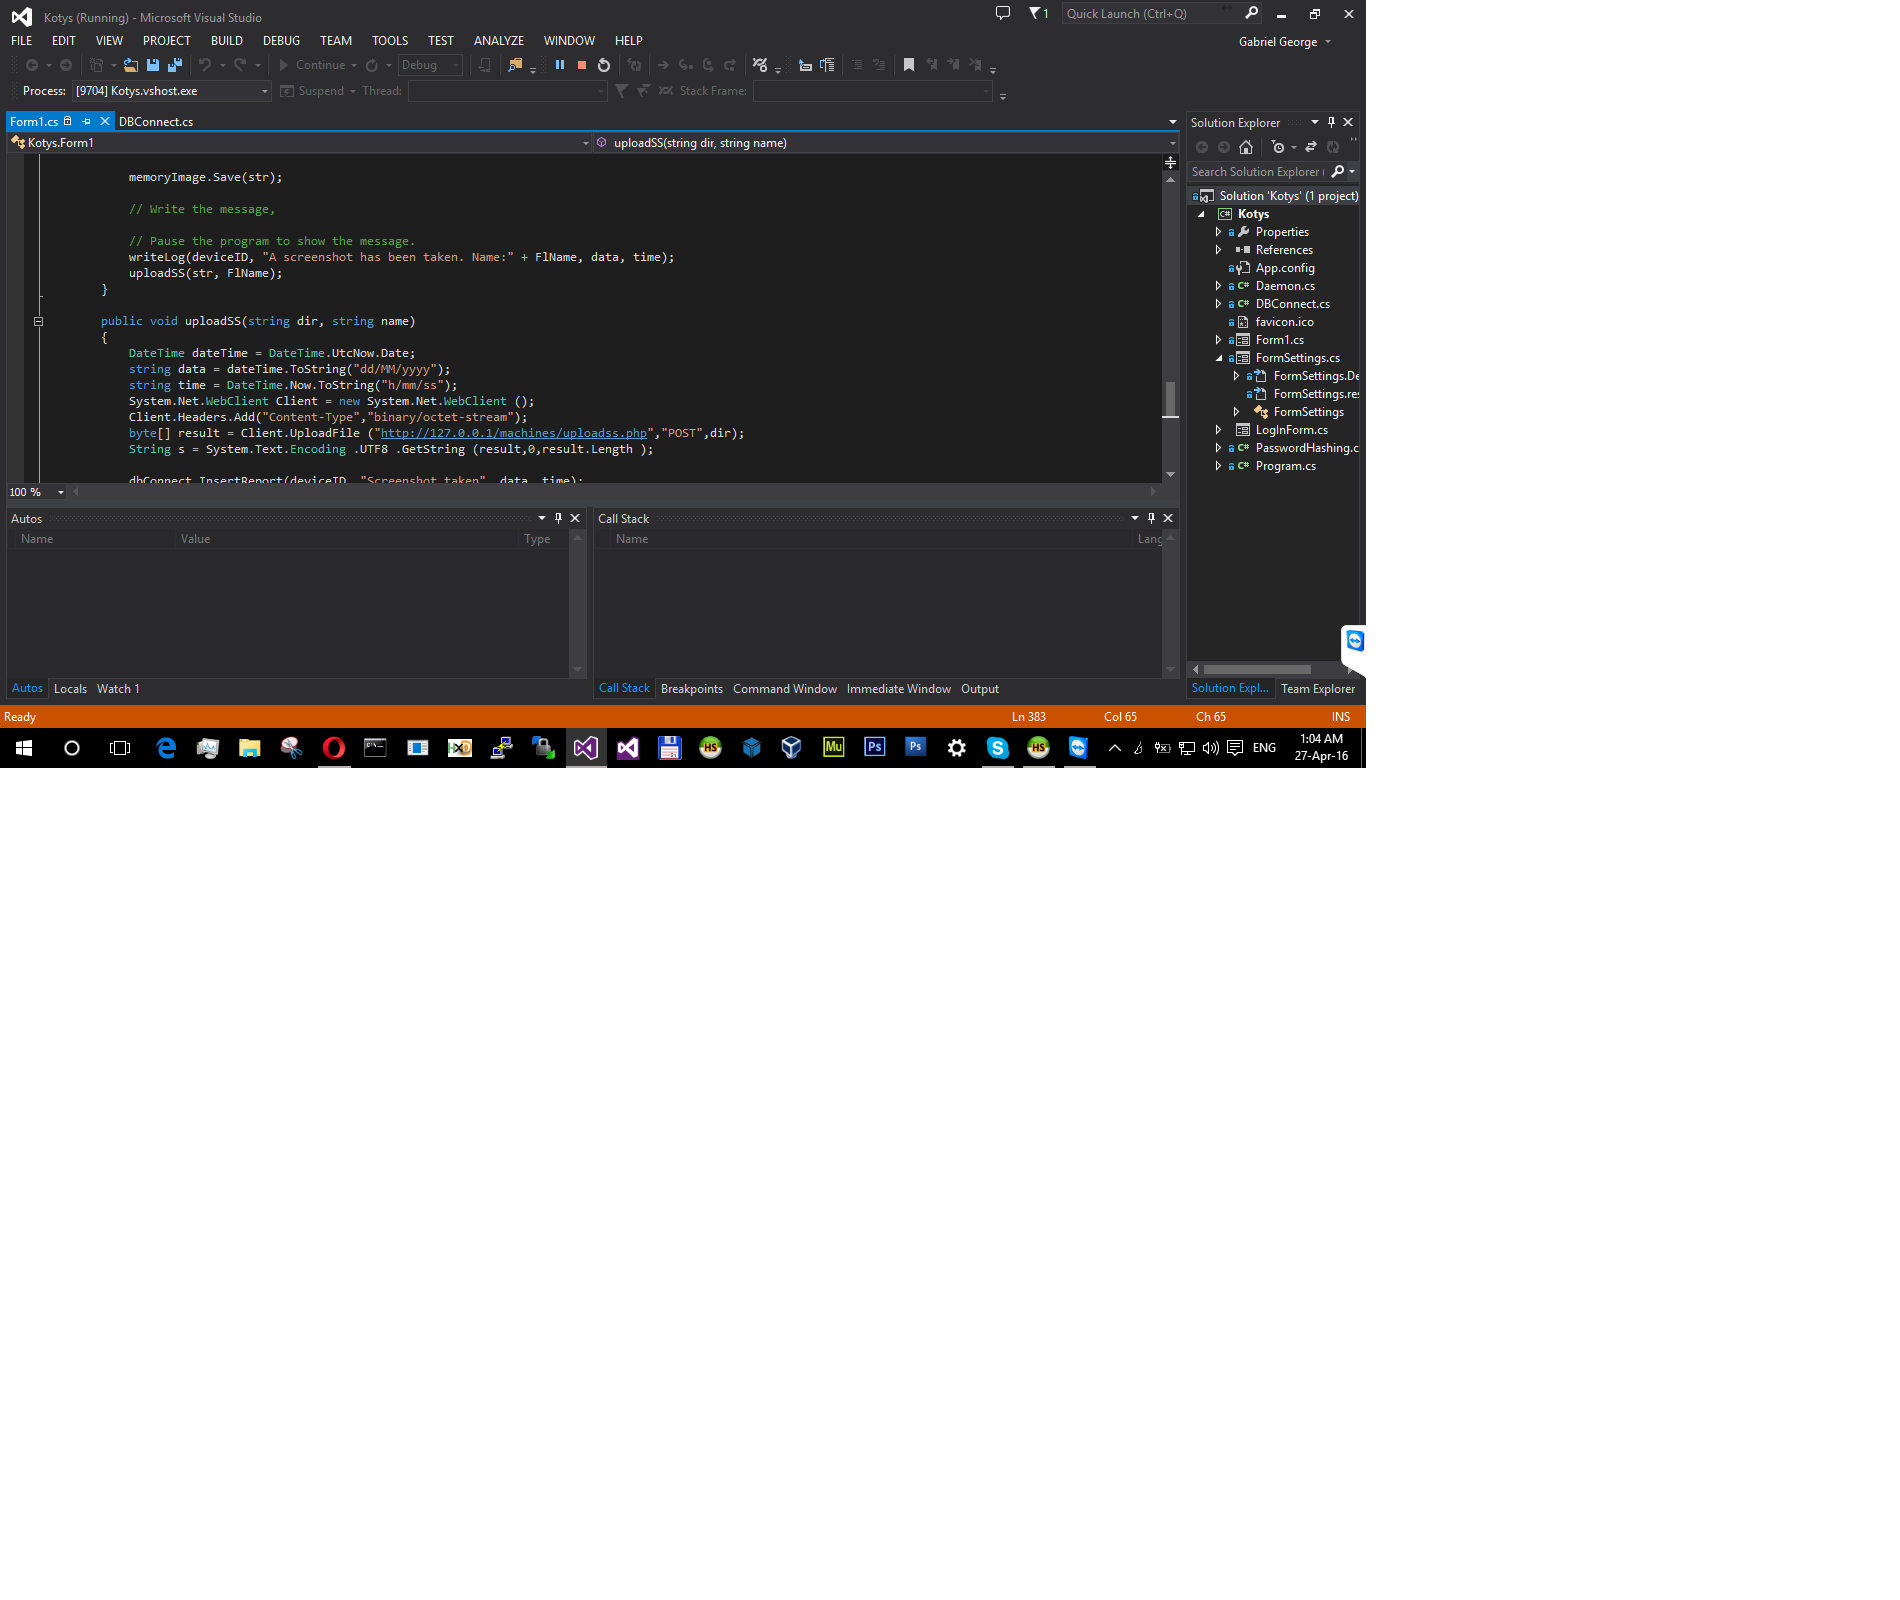 Kotys (Running) - Microsoft Visual Studio
1
Quick Launch (Ctrl+Q)
FILE EDIT VIEW PROJECT BUILD DEBUG TEAM TOOLS TEST ANALYZE WINDOW HELP
Gabriel George
Continue Debug
Process: [9704] Kotys.vshost.exe Suspend Thread: Stack Frame:
Form1.cs DBConnect.cs
Kotys.Form1 uploadSS(string dir, string name)
memoryImage.Save(str);
// Write the message,
// Pause the program to show the message.
writeLog(deviceID, "A screenshot has been taken. Name:" + FlName, data, time);
uploadSS(str, FlName);
}
public void uploadSS(string dir, string name)
{
DateTime dateTime = DateTime.UtcNow.Date;
string data = dateTime.ToString("dd/MM/yyyy");
string time = DateTime.Now.ToString("h/mm/ss");
System.Net.WebClient Client = new System.Net.WebClient ();
Client.Headers.Add("Content-Type","binary/octet-stream");
byte[] result = Client.UploadFile ("http://127.0.0.1/machines/uploadss.php","POST",dir);
String s = System.Text.Encoding .UTF8 .GetString (result,0,result.Length );
dbConnect.InsertReport(deviceID, "Screenshot taken", data, time);
100 %
Autos
Name Value Type
Autos Locals Watch 1
Call Stack
Name Lang
Call Stack Breakpoints Command Window Immediate Window Output
Solution Explorer
Search Solution Explorer (
Solution 'Kotys' (1 project)
C# Kotys
Properties
References
App.config
C# Daemon.cs
C# DBConnect.cs
favicon.ico
Form1.cs
FormSettings.cs
FormSettings.De
FormSettings.res
FormSettings
LogInForm.cs
C# PasswordHashing.c
C# Program.cs
Solution Expl... Team Explorer
Ready Ln 383 Col 65 Ch 65 INS
HxD HS Mu Ps Ps S HS ENG
1:04 AM
27-Apr-16